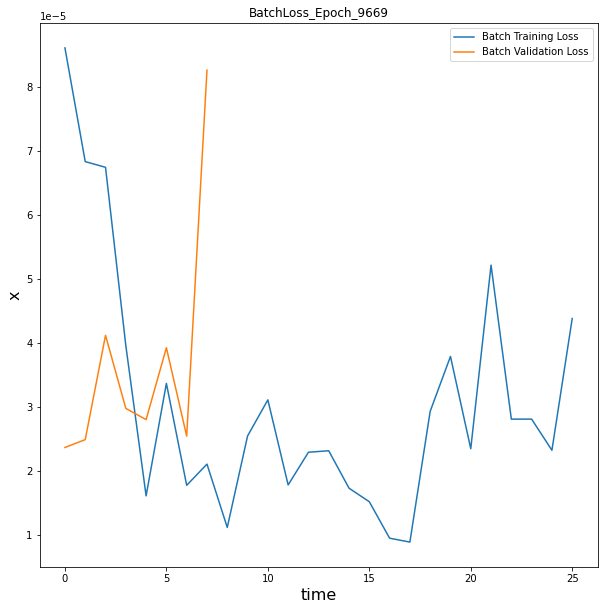 BatchLoss_Epoch_9669
1e−5
Batch Training Loss
Batch Validation Loss
8
7
6
5
4
3
2
1
x
0 5 10 15 20 25
time